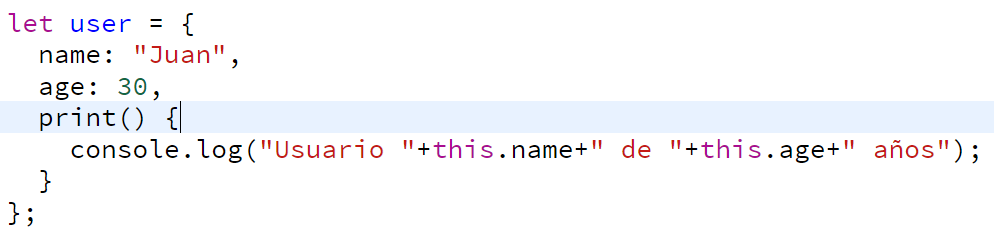 let user = {
  name: "Juan",
  age: 30,
  print() {
    console.log("Usuario "+this.name+" de "+this.age+" años");
  }
};